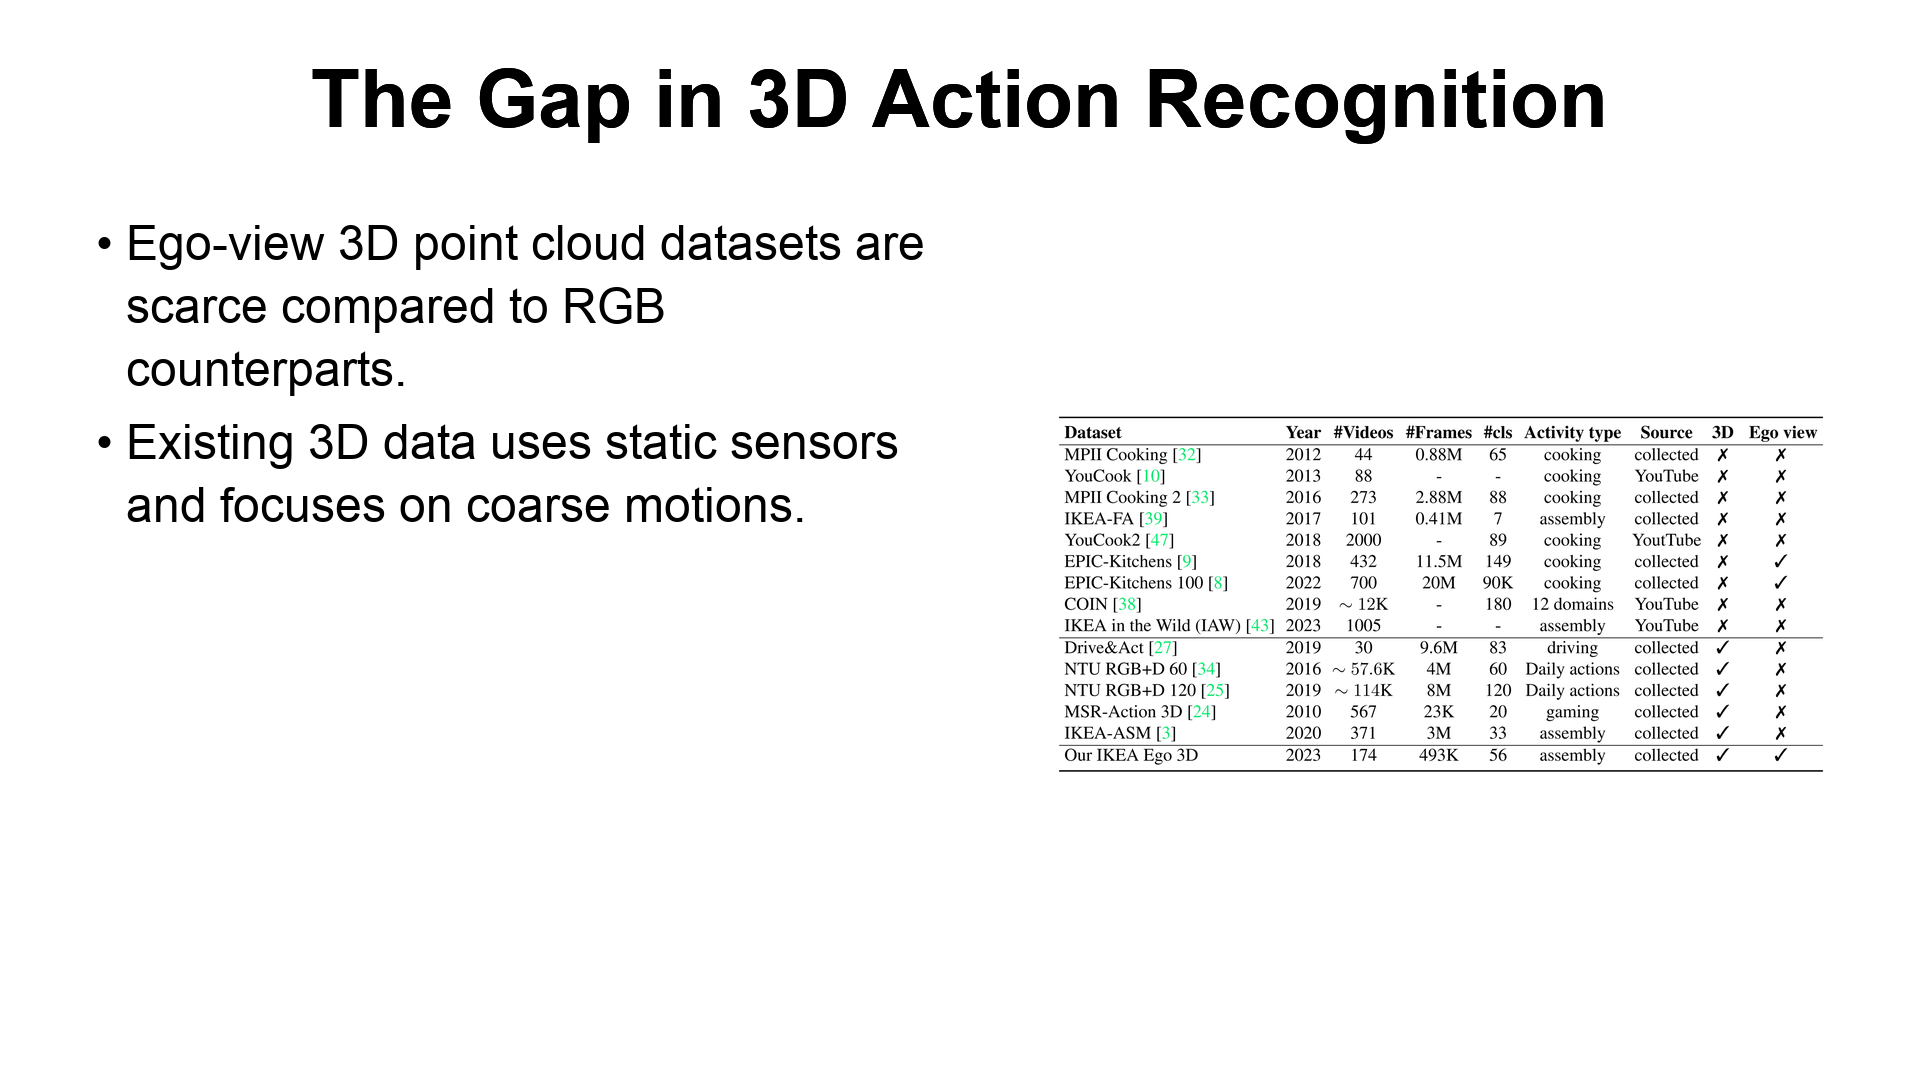 The Gap in 3D Action Recognition
• Ego-view 3D point cloud datasets are
scarce compared to RGB
counterparts.
• Existing 3D data uses static sensors
and focuses on coarse motions.
Dataset Year #Videos #Frames #cls Activity type Source 3D Ego view
MPII Cooking [32] 2012 44 0.88M 65 cooking collected ✗ ✗
YouCook [10] 2013 88 - - cooking YouTube ✗ ✗
MPII Cooking 2 [33] 2016 273 2.88M 88 cooking collected ✗ ✗
IKEA-FA [39] 2017 101 0.41M 7 assembly collected ✗ ✗
YouCook2 [47] 2018 2000 - 89 cooking YoutTube ✗ ✗
EPIC-Kitchens [9] 2018 432 11.5M 149 cooking collected ✗ ✓
EPIC-Kitchens 100 [8] 2022 700 20M 90K cooking collected ✗ ✓
COIN [38] 2019 ∼ 12K - 180 12 domains YouTube ✗ ✗
IKEA in the Wild (IAW) [43] 2023 1005 - - assembly YouTube ✗ ✗
Drive&Act [27] 2019 30 9.6M 83 driving collected ✓ ✗
NTU RGB+D 60 [34] 2016 ∼ 57.6K 4M 60 Daily actions collected ✓ ✗
NTU RGB+D 120 [25] 2019 ∼ 114K 8M 120 Daily actions collected ✓ ✗
MSR-Action 3D [24] 2010 567 23K 20 gaming collected ✓ ✗
IKEA-ASM [3] 2020 371 3M 33 assembly collected ✓ ✗
Our IKEA Ego 3D 2023 174 493K 56 assembly collected ✓ ✓